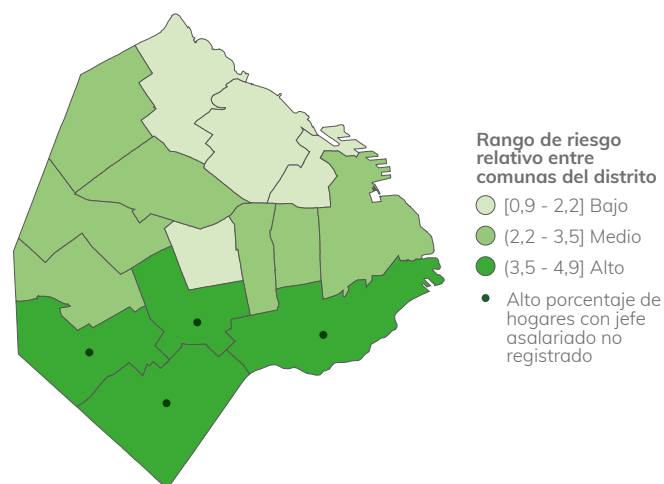 Rango de riesgo
relativo entre
comunas del distrito
[0,9 - 2,2] Bajo
(2,2 - 3,5] Medio
(3,5 - 4,9] Alto
Alto porcentaje de
hogares con jefe
asalariado no
registrado